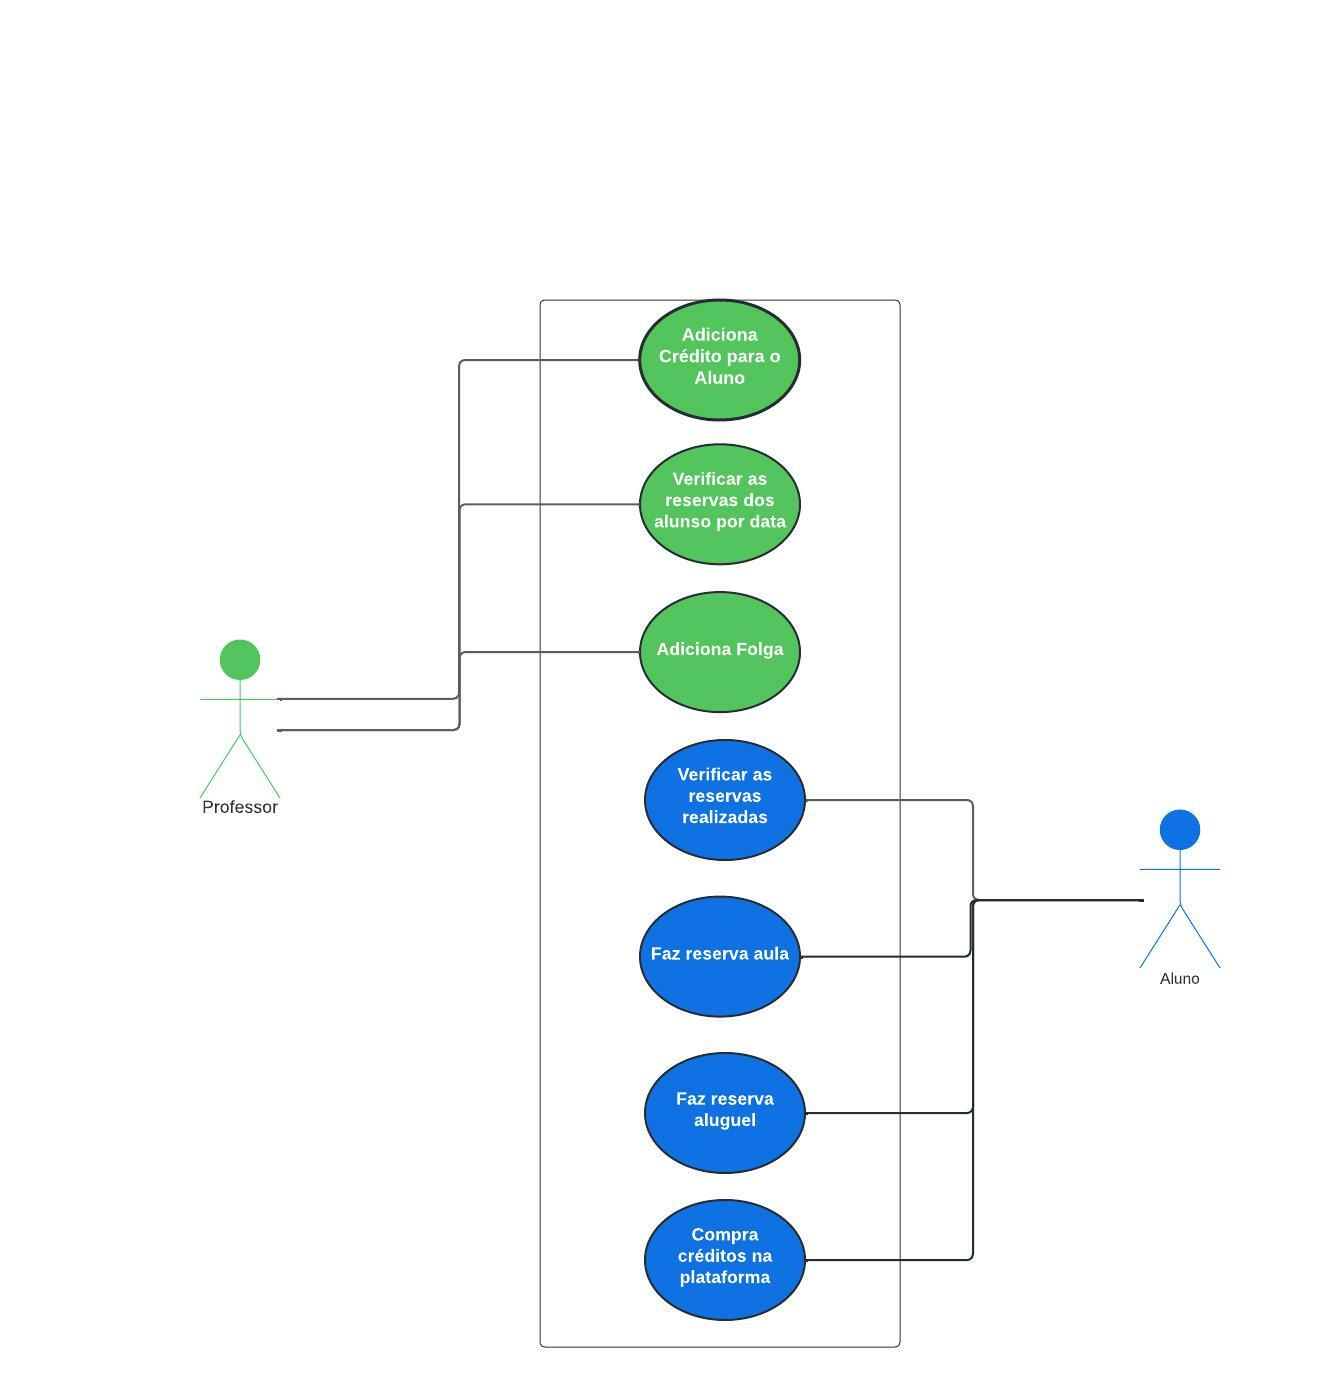 Adiciona
Crédito para o
Aluno
Verificar as
reservas dos
alunso por data
Adiciona Folga
Professor
Verificar as
reservas
realizadas
Faz reserva aula
Aluno
Faz reserva
aluguel
Compra
créditos na
plataforma